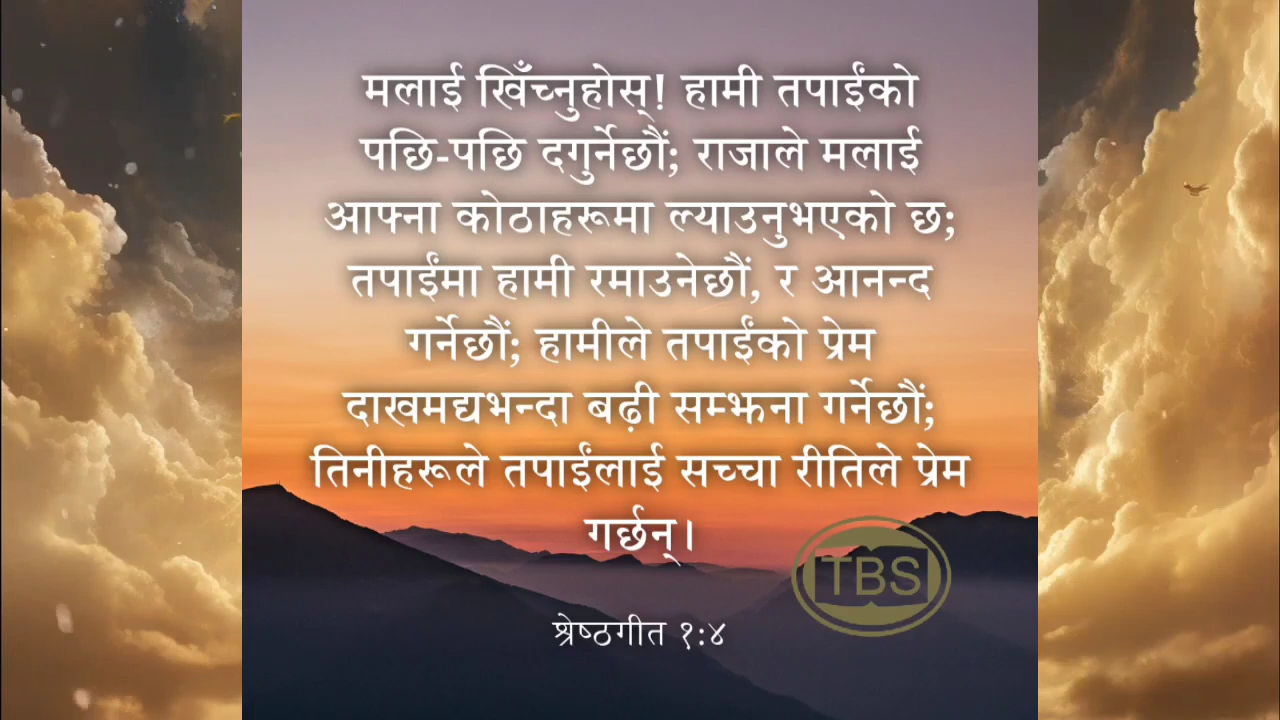 मलाई खिँच्नुहोस्! हामी तपाईंको
पछि-पछि दगुर्नेछौं; राजाले मलाई
आफ्ना कोठाहरूमा ल्याउनुभएको छ;
तपाईंमा हामी रमाउनेछौं, र आनन्द
गर्नेछौं; हामीले तपाईंको प्रेम
दाखमद्यभन्दा बढ़ी सम्झना गर्नेछौं;
तिनीहरूले तपाईंलाई सच्चा रीतिले प्रेम
गर्छन्।
TBS
श्रेष्ठगीत १:४